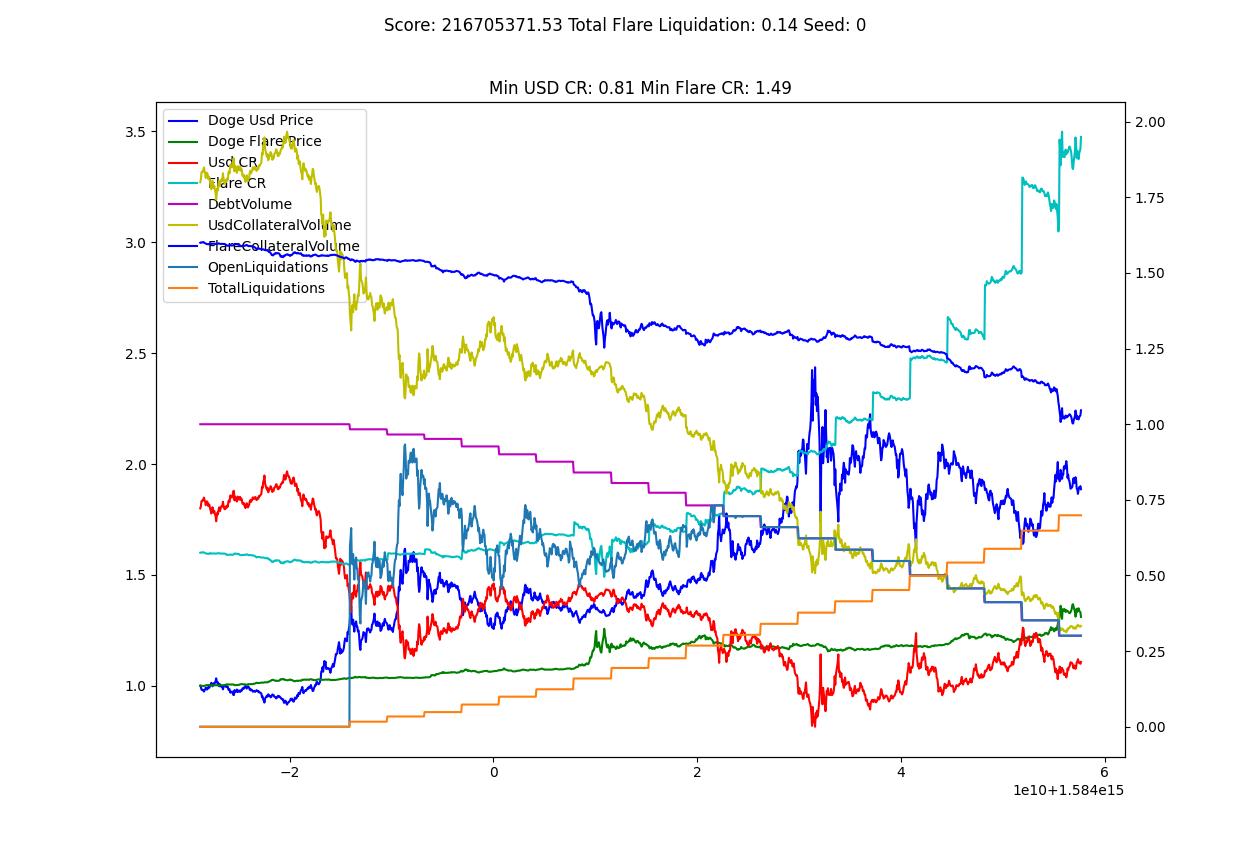 Score: 216705371.53 Total Flare Liquidation: 0.14 Seed: 0
Min USD CR: 0.81 Min Flare CR: 1.49
Doge Usd Price
Doge Flare Price
Usd CR
Flare CR
DebtVolume
UsdCollateralVolume
FlareCollateralVolume
OpenLiquidations
TotalLiquidations
3.5
3.0
2.5
2.0
1.5
1.0
2.00
1.75
1.50
1.25
1.00
0.75
0.50
0.25
0.00
−2
0
2
4
6
1e10+1.584e15